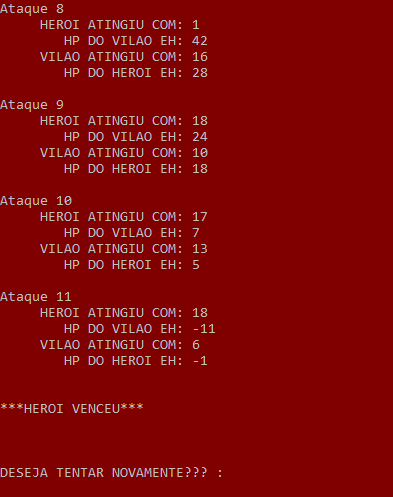 Ataque 8
HEROI ATINGIU COM: 1
HP DO VILAO EH: 42
VILAO ATINGIU COM: 16
HP DO HEROI EH: 28
Ataque 9
HEROI ATINGIU COM: 18
HP DO VILAO EH: 24
VILAO ATINGIU COM: 10
HP DO HEROI EH: 18
Ataque 10
HEROI ATINGIU COM: 17
HP DO VILAO EH: 7
VILAO ATINGIU COM: 13
HP DO HEROI EH: 5
Ataque 11
HEROI ATINGIU COM: 18
HP DO VILAO EH: -11
VILAO ATINGIU COM: 6
HP DO HEROI EH: -1
***HEROI VENCEU***
DESEJA TENTAR NOVAMENTE??? :